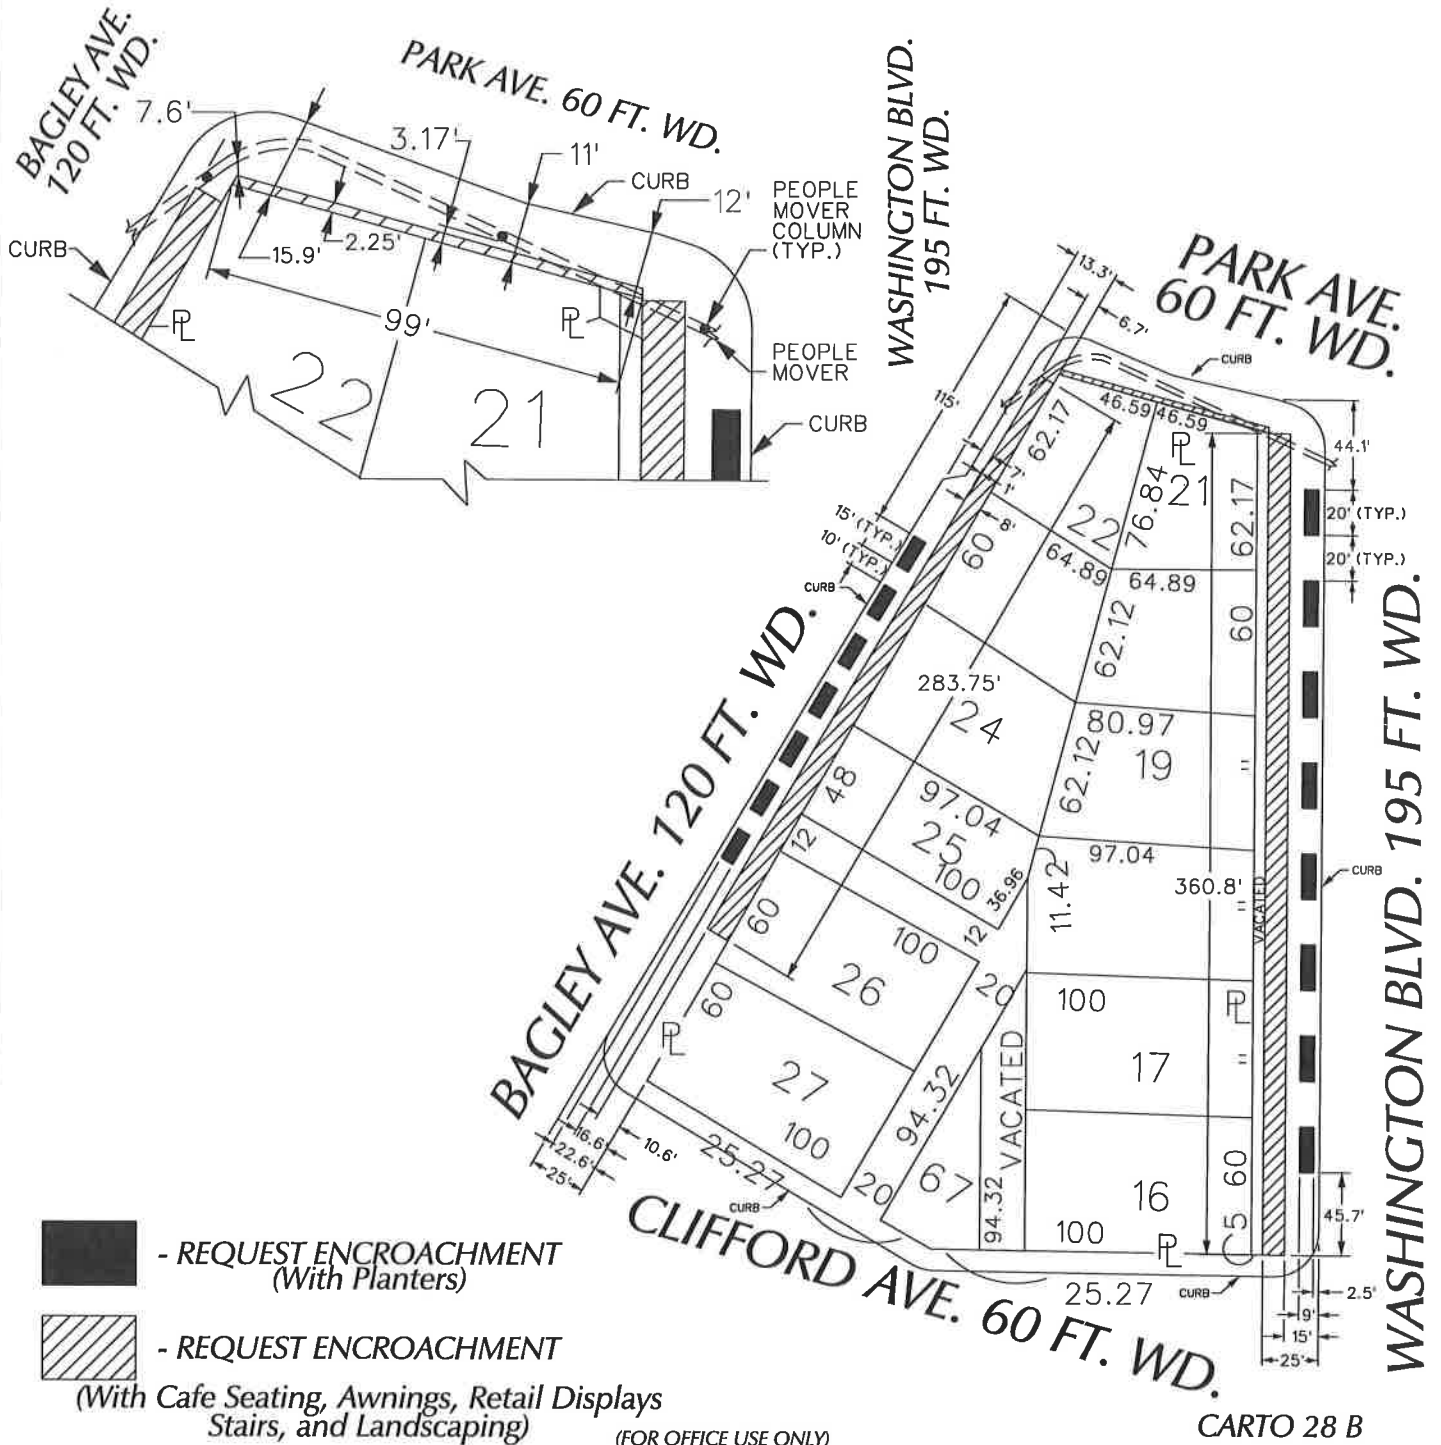 BAGLEY AVE.
120 FT. WD.
PARK AVE. 60 FT. WD.
WASHINGTON BLVD.
195 FT. WD.
7.6'
3.17'
11'
CURB
12'
PEOPLE
MOVER
COLUMN
(TYP.)
CURB
15.9'
2.25'
PL
99'
PL
PEOPLE
MOVER
22
21
CURB
PARK AVE.
60 FT. WD.
13.3'
6.7'
CURB
115'
46.59
46.59
62.17
PL
44.1'
7'
1'
21
76.84
62.17
22
8'
15' (TYP.)
10' (TYP.)
20' (TYP.)
20' (TYP.)
60
64.89
64.89
CURB
62.12
60
283.75'
24
80.97
19
=
62.12
48
97.04
25
12
100
36.96
97.04
11.42
360.8'
=
VACATED
CURB
BAGLEY AVE. 120 FT. WD.
WASHINGTON BLVD. 195 FT. WD.
60
100
12
26
20
100
PL
60
PL
VACATED
17
=
27
94.32
100
16.6'
22.6'
25'
10.6'
25.27
20
67
94.32
16
60
100
PL
5
45.7'
CURB
CLIFFORD AVE. 60 FT. WD.
25.27
CURB
2.5'
9'
15'
25'
- REQUEST ENCROACHMENT
(With Planters)
- REQUEST ENCROACHMENT
(With Cafe Seating, Awnings, Retail Displays
Stairs, and Landscaping)
(FOR OFFICE USE ONLY)
CARTO 28 B